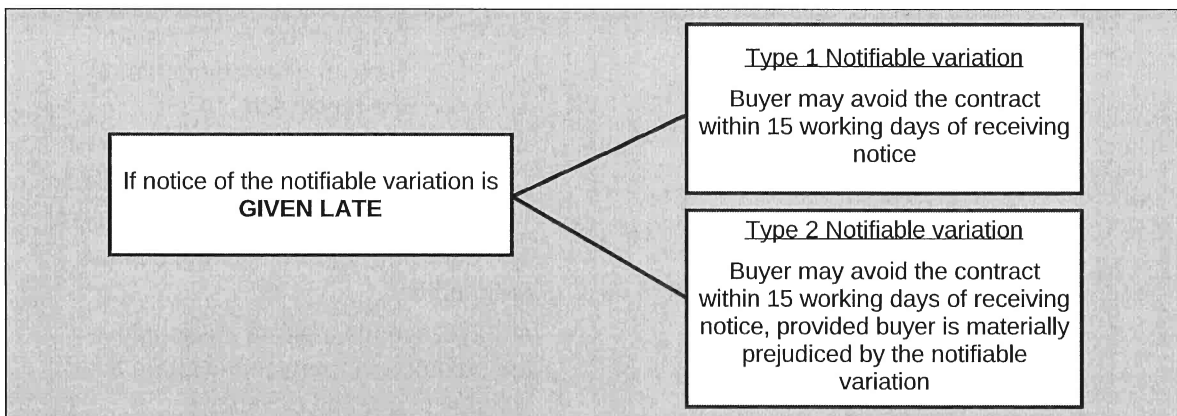 If notice of the notifiable variation is
GIVEN LATE
Type 1 Notifiable variation
Buyer may avoid the contract
within 15 working days of receiving
notice
Type 2 Notifiable variation
Buyer may avoid the contract
within 15 working days of receiving
notice, provided buyer is materially
prejudiced by the notifiable
variation